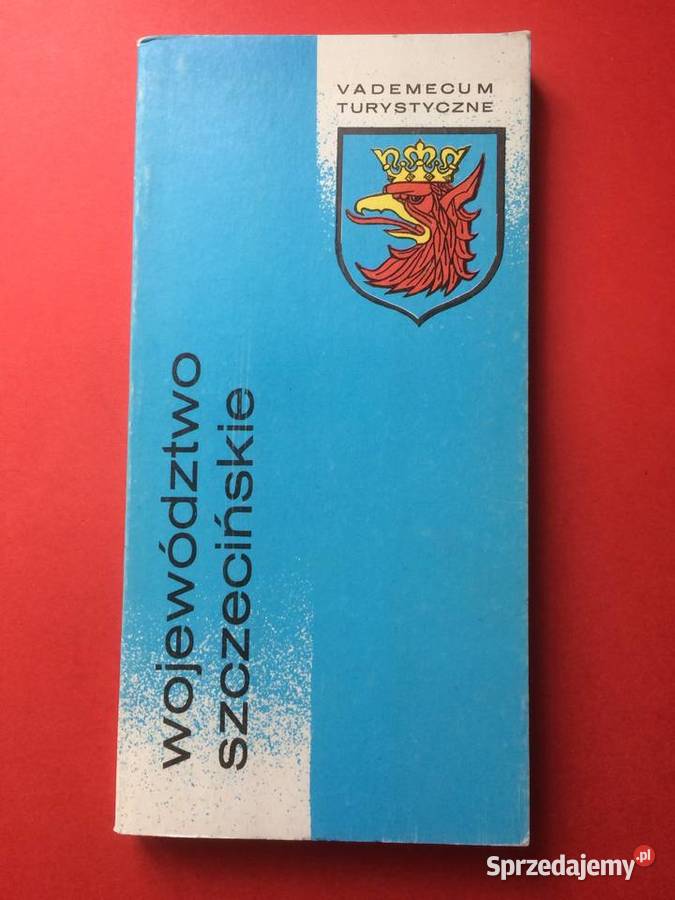 VADEMECUM
TURYSTYCZNE
województwo
szczecińskie
Sprzedajemy.pl